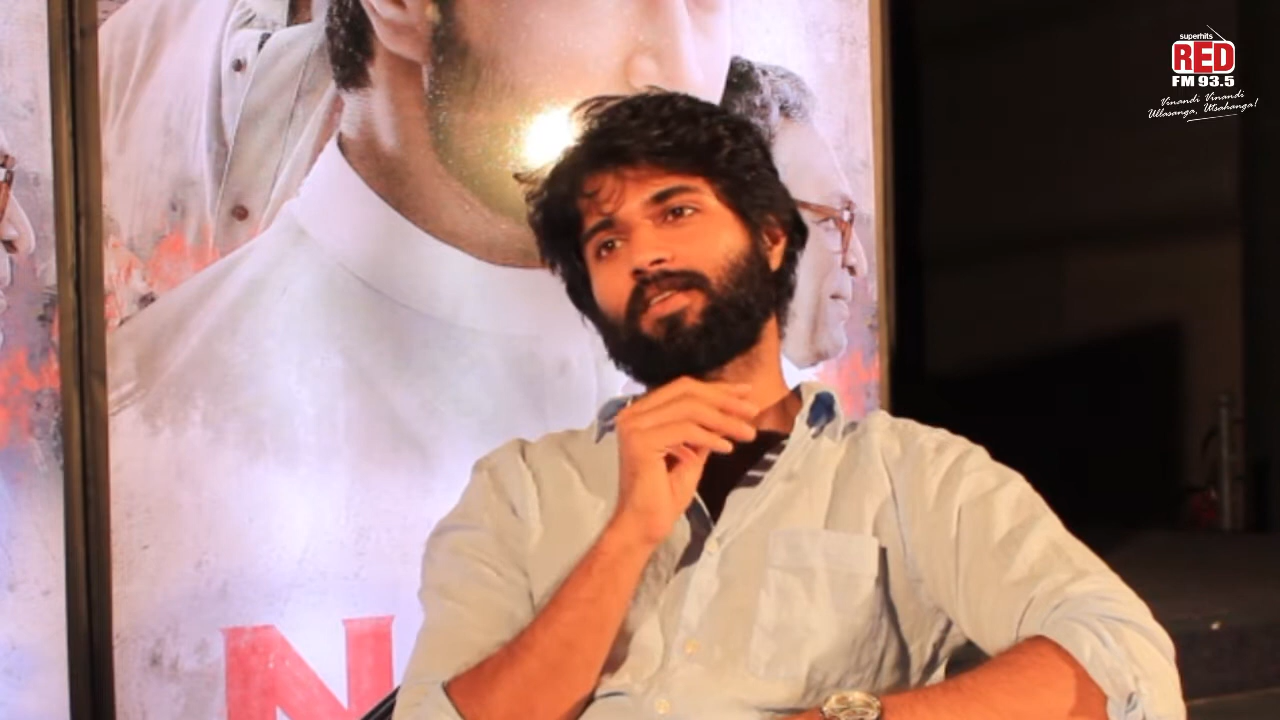 superhits
RED
FM 93.5
Vinandi Vinandi
Ullasanga, Utsahanga!
N